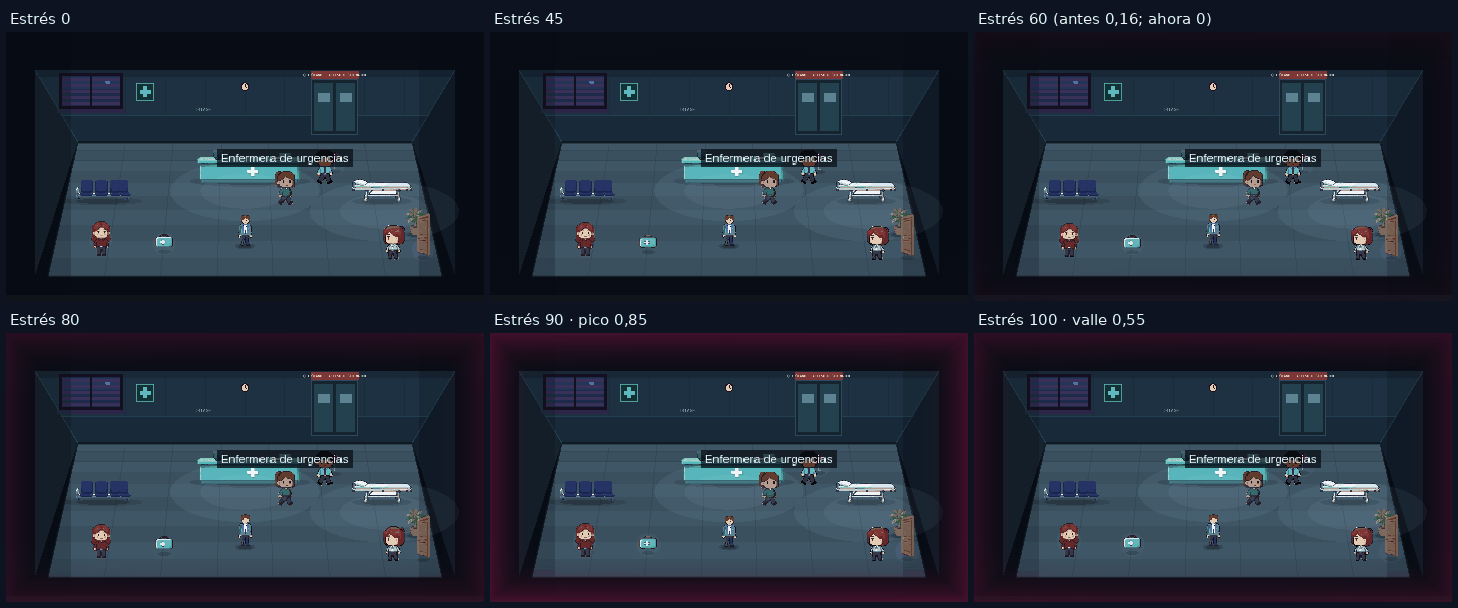 Estrés 0
Estrés 45
Estrés 60 (antes 0,16; ahora 0)
Enfermera de urgencias
Enfermera de urgencias
Enfermera de urgencias
Estrés 80
Estrés 90 · pico 0,85
Estrés 100 · valle 0,55
Enfermera de urgencias
Enfermera de urgencias
Enfermera de urgencias